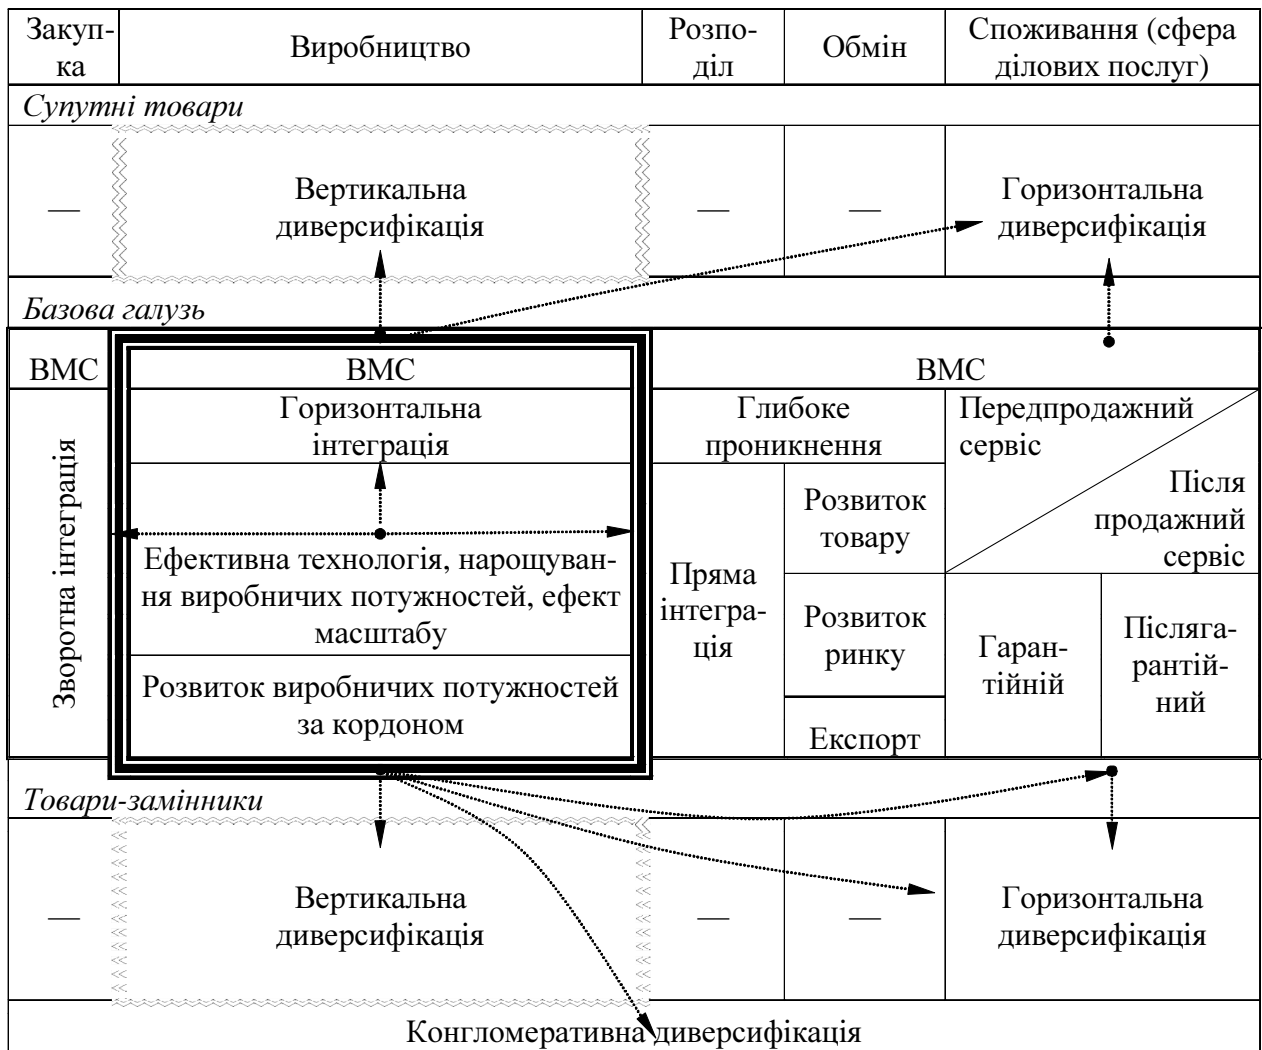 Закуп-
ка
Виробництво
Розпо-
діл
Обмін
Споживання (сфера
ділових послуг)
Супутні товари
—
Вертикальна
диверсифікація
—
—
Горизонтальна
диверсифікація
Базова галузь
ВМС
ВМС
ВМС
Зворотна інтеграція
Горизонтальна
інтеграція
Ефективна технологія, нарощуван-
ня виробничих потужностей, ефект
масштабу
Розвиток виробничих потужностей
за кордоном
Глибоке
проникнення
Пряма
інтегра-
ція
Розвиток
товару
Розвиток
ринку
Експорт
Передпродажний
сервіс
Після
продажний
сервіс
Гаран-
тійній
Післяга-
рантій-
ний
Товари-замінники
—
Вертикальна
диверсифікація
—
—
Горизонтальна
диверсифікація
Конгломеративна диверсифікація